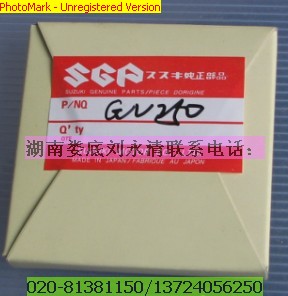 PhotoMark - Unregistered Version
SGP スズキ純正部品
SUZUKI GENUINE PARTS/PIECE DORIGINE
P/NO GN250
Q'ty
湖南娄底刘永清联系电话：
MADE IN JAPAN/FABRIQUE AU JAPON
020-81381150/13724056250